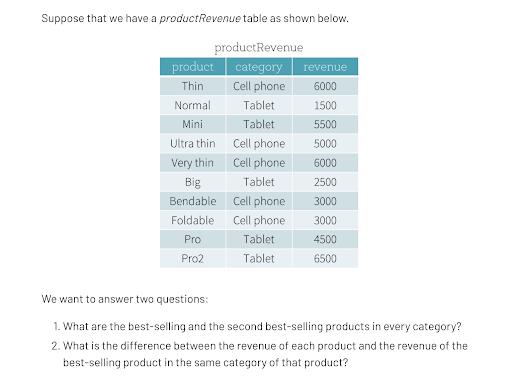 Suppose that we have a productRevenue table as shown below.
productRevenue
product category revenue
Thin Cell phone 6000
Normal Tablet 1500
Mini Tablet 5500
Ultra thin Cell phone 5000
Very thin Cell phone 6000
Big Tablet 2500
Bendable Cell phone 3000
Foldable Cell phone 3000
Pro Tablet 4500
Pro2 Tablet 6500
We want to answer two questions:
1. What are the best-selling and the second best-selling products in every category?
2. What is the difference between the revenue of each product and the revenue of the
best-selling product in the same category of that product?